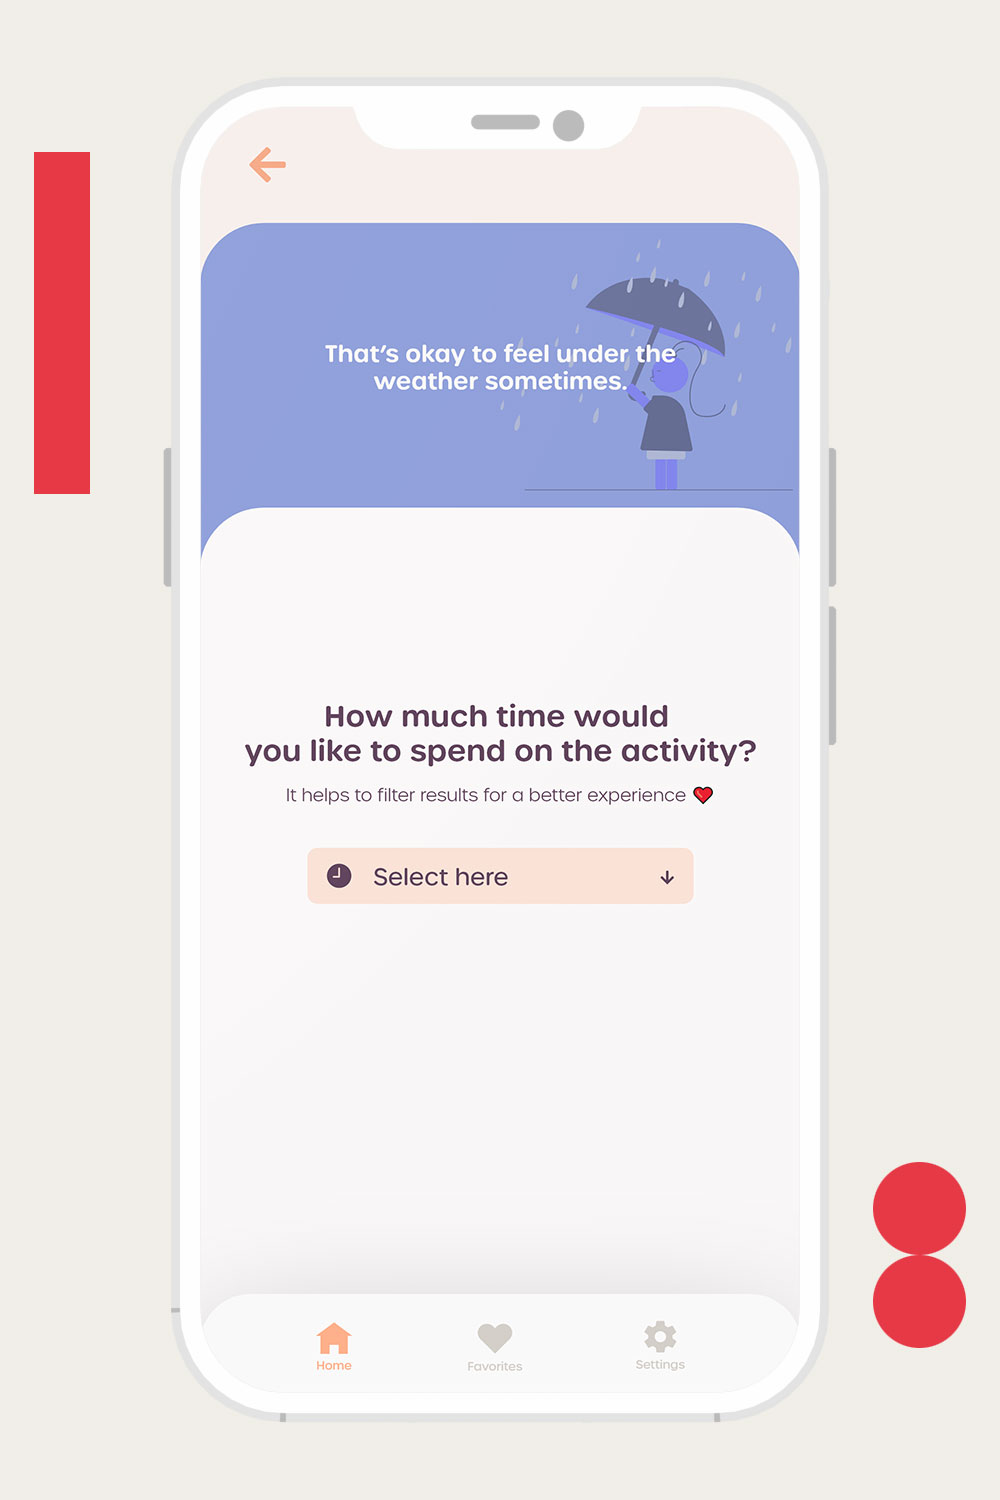 That's okay to feel under the
weather sometimes.
How much time would
you like to spend on the activity?
It helps to filter results for a better experience ❤️
Select here
Home
Favorites
Settings